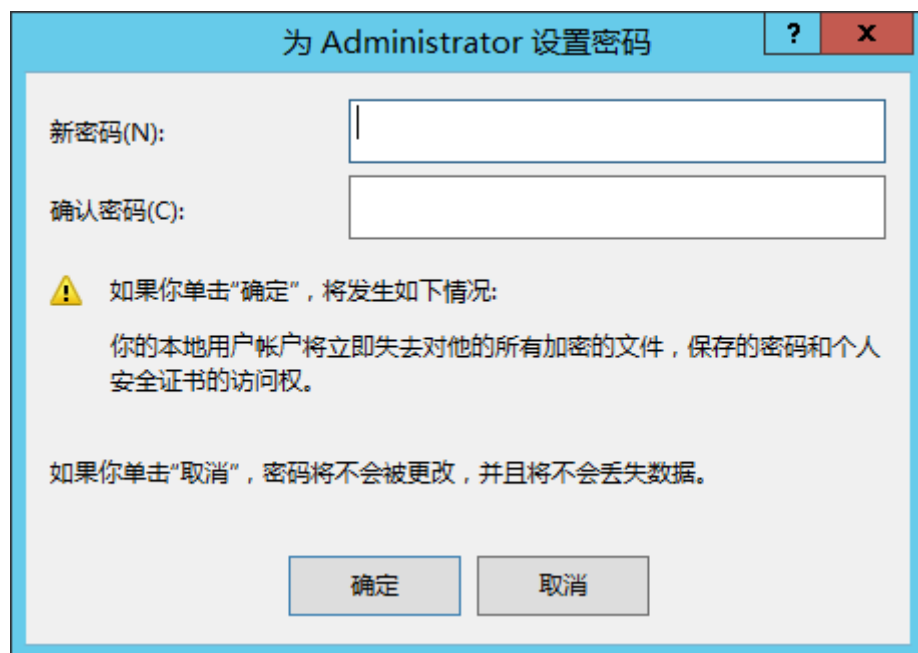 为 Administrator 设置密码
? x
新密码(N):
确认密码(C):
如果你单击“确定”，将发生如下情况:
你的本地用户帐户将立即失去对他的所有加密的文件，保存的密码和个人
安全证书的访问权。
如果你单击“取消”，密码将不会被更改，并且将不会丢失数据。
确定 取消